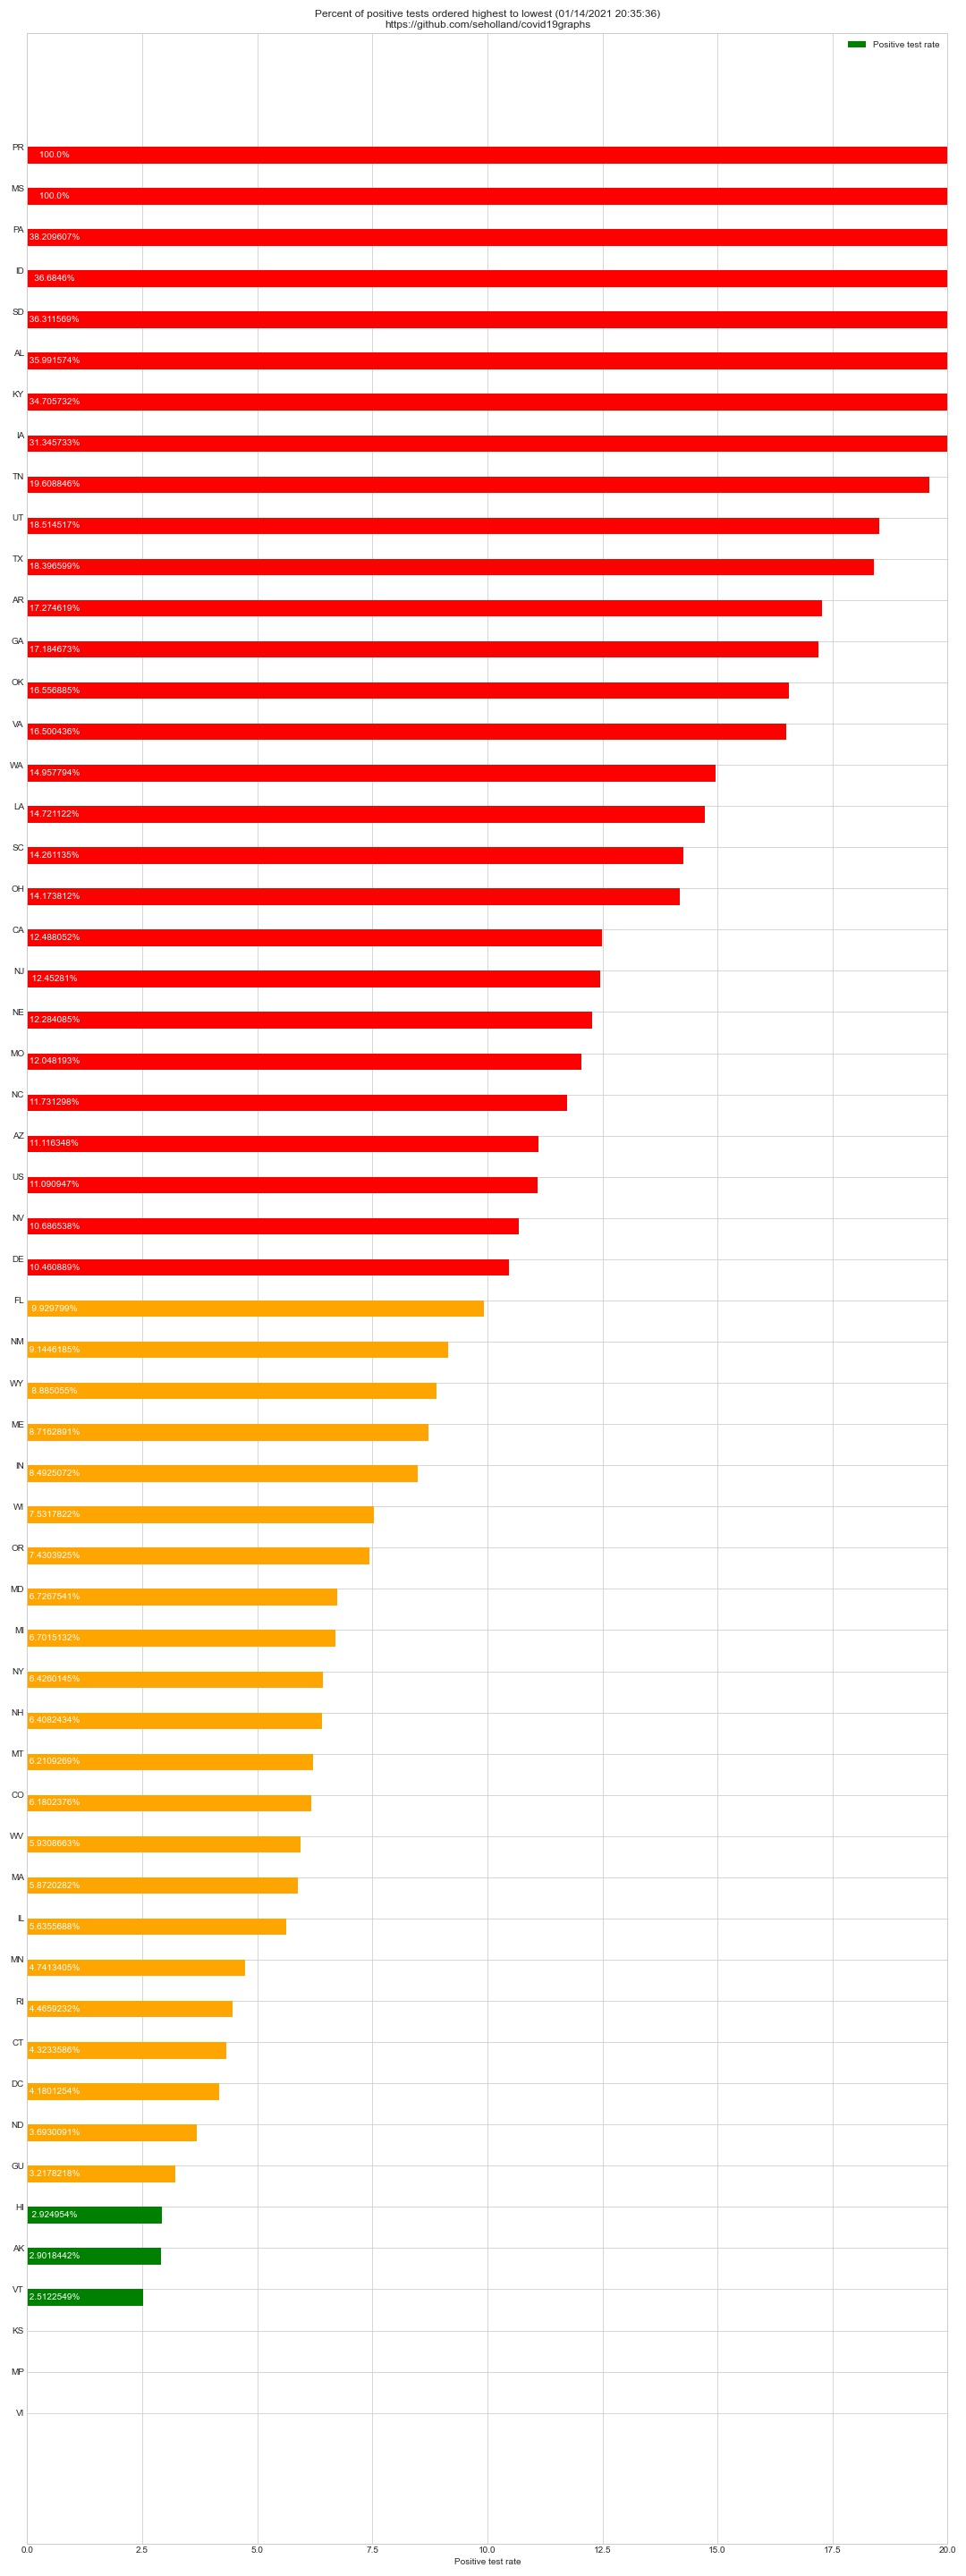 Percent of positive tests ordered highest to lowest (01/14/2021 20:35:36)
https://github.com/seholland/covid19graphs
Positive test rate
PR 100.0%
MS 100.0%
PA 38.209607%
ID 36.6846%
SD 36.311569%
AL 35.991574%
KY 34.705732%
IA 31.345733%
TN 19.608846%
UT 18.514517%
TX 18.396599%
AR 17.274619%
GA 17.184673%
OK 16.556885%
VA 16.500436%
WA 14.957794%
LA 14.721122%
SC 14.261135%
OH 14.173812%
CA 12.488052%
NJ 12.45281%
NE 12.284085%
MO 12.048193%
NC 11.731298%
AZ 11.116348%
US 11.090947%
NV 10.686538%
DE 10.460889%
FL 9.929799%
NM 9.1446185%
WY 8.885055%
ME 8.7162891%
IN 8.4925072%
WI 7.5317822%
OR 7.4303925%
MD 6.7267541%
MI 6.7015132%
NY 6.4260145%
NH 6.4082434%
MT 6.2109269%
CO 6.1802376%
WV 5.9308663%
MA 5.8720282%
IL 5.6355688%
MN 4.7413405%
RI 4.4659232%
CT 4.3233586%
DC 4.1801254%
ND 3.6930091%
GU 3.2178218%
HI 2.924954%
AK 2.9018442%
VT 2.5122549%
KS
MP
VI
0.0 2.5 5.0 7.5 10.0 12.5 15.0 17.5 20.0
Positive test rate